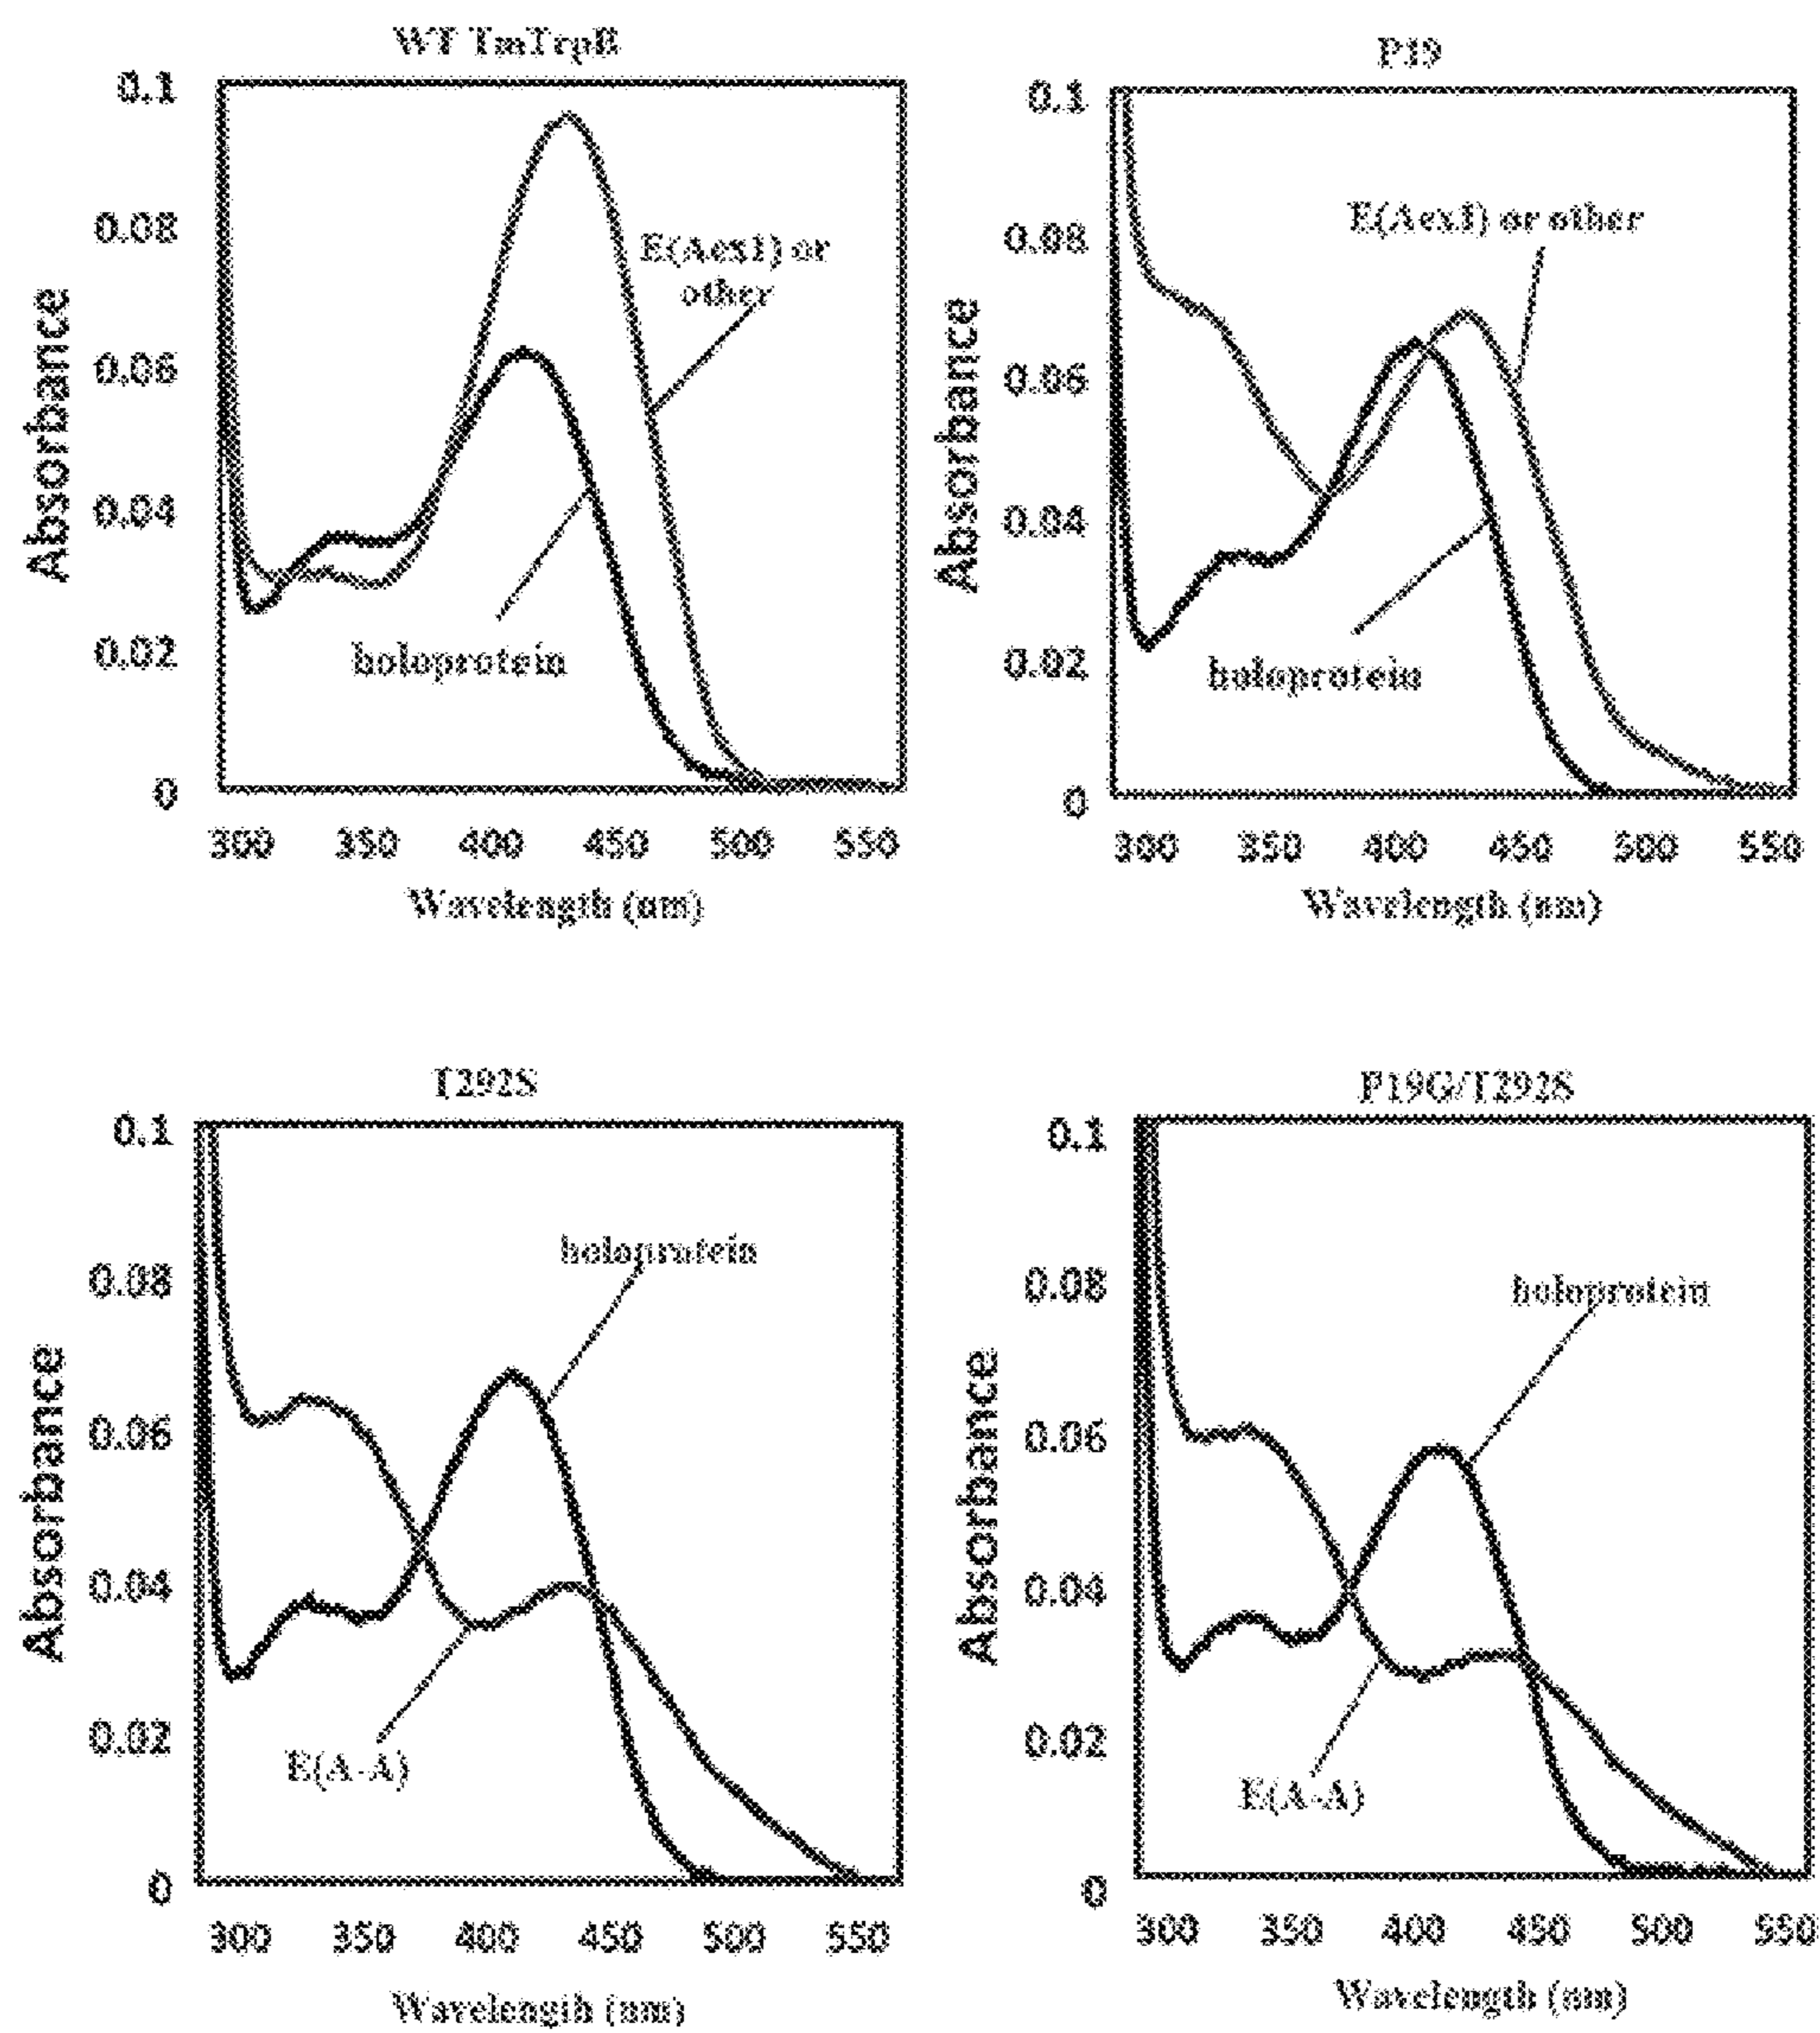 WT TmTrpB
0.1
0.08
0.06
0.04
0.02
0
Absorbance
E(Aex1) or
other
holoprotein
300 350 400 450 500 550
Wavelength (nm)
P19
0.1
0.08
0.06
0.04
0.02
0
Absorbance
E(Aex1) or other
holoprotein
300 350 400 450 500 550
Wavelength (nm)
T292S
0.1
0.08
0.06
0.04
0.02
0
Absorbance
holoprotein
E(A-A)
300 350 400 450 500 550
Wavelength (nm)
P19G/T292S
0.1
0.08
0.06
0.04
0.02
0
Absorbance
holoprotein
E(A-A)
300 350 400 450 500 550
Wavelength (nm)